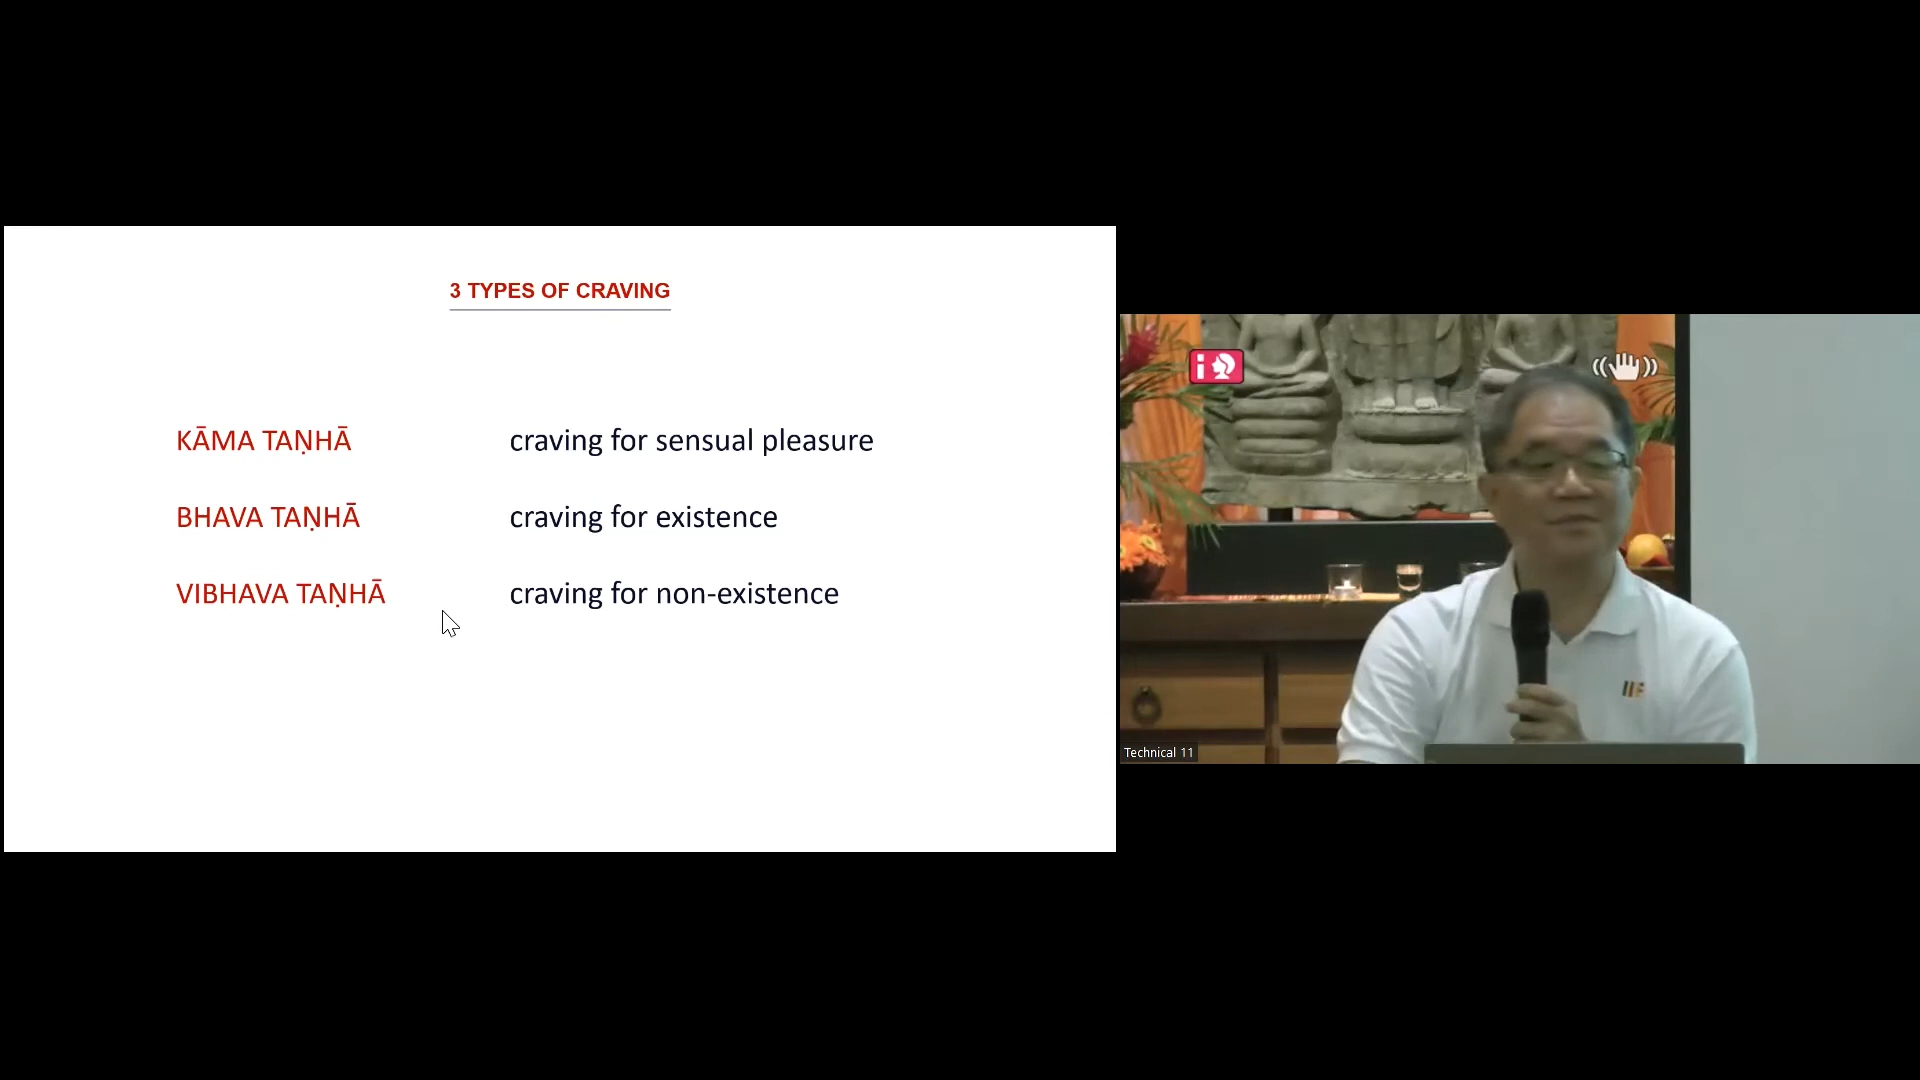 3 TYPES OF CRAVING
KĀMA TAṆHĀ craving for sensual pleasure
BHAVA TAṆHĀ craving for existence
VIBHAVA TAṆHĀ craving for non-existence
Technical 11